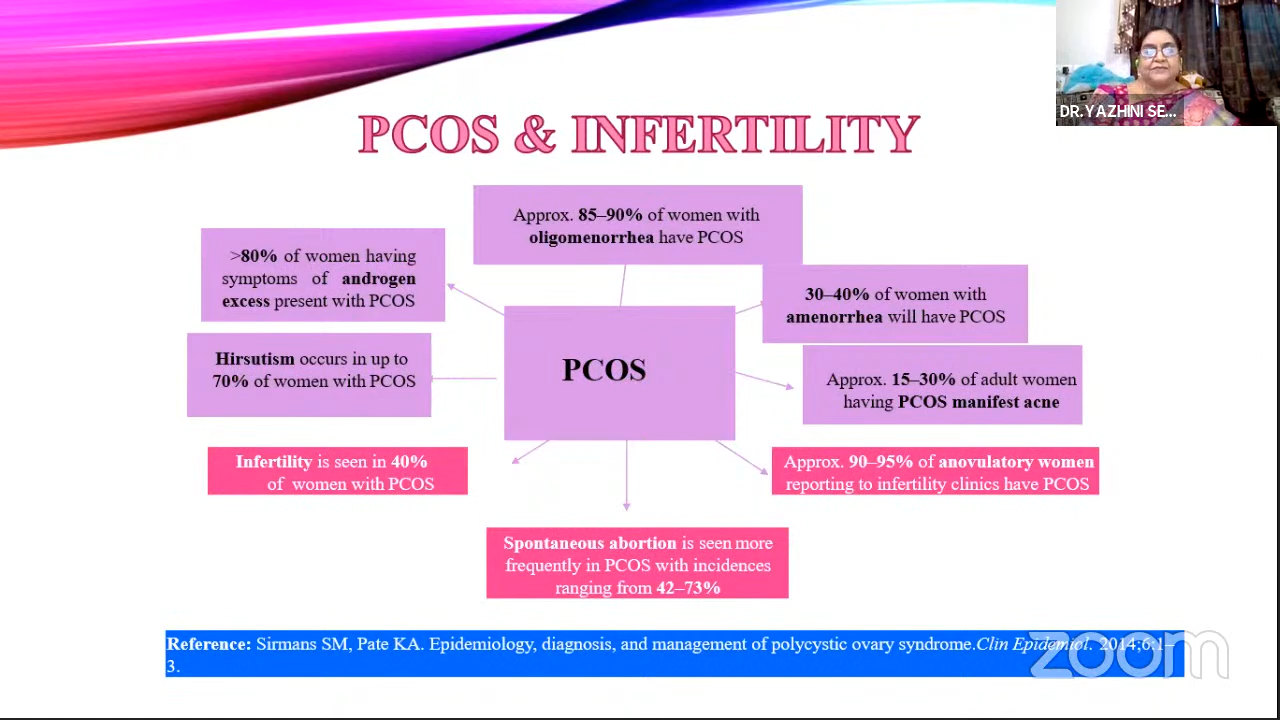 DR.YAZHINI SE...
PCOS & INFERTILITY
Approx. 85–90% of women with
oligomenorrhea have PCOS
>80% of women having
symptoms of androgen
excess present with PCOS
30–40% of women with
amenorrhea will have PCOS
Hirsutism occurs in up to
70% of women with PCOS
PCOS
Approx. 15–30% of adult women
having PCOS manifest acne
Infertility is seen in 40%
of women with PCOS
Approx. 90–95% of anovulatory women
reporting to infertility clinics have PCOS
Spontaneous abortion is seen more
frequently in PCOS with incidences
ranging from 42–73%
Reference: Sirmans SM, Pate KA. Epidemiology, diagnosis, and management of polycystic ovary syndrome.Clin Epidemiol. 2014;6:1–
3.
zoom